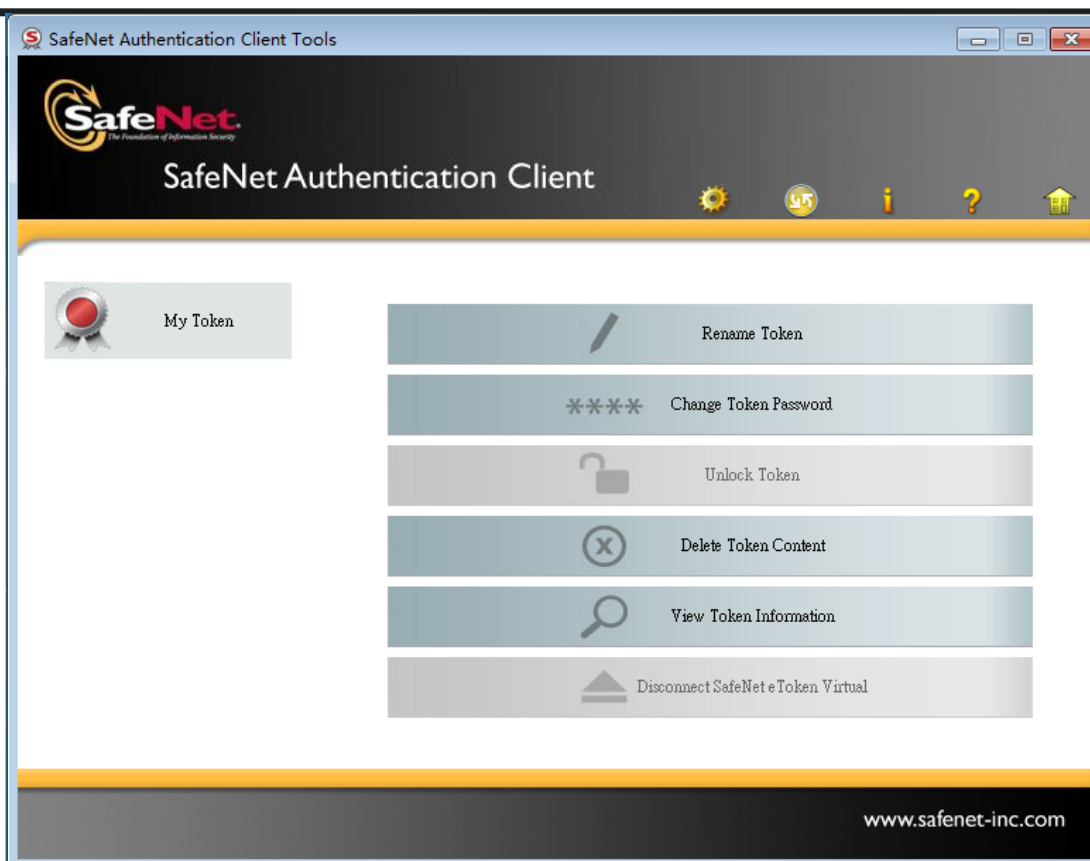 SafeNet Authentication Client Tools
SafeNet.
The Foundation of Information Security
SafeNet Authentication Client
My Token
Rename Token
**** Change Token Password
Unlock Token
Delete Token Content
View Token Information
Disconnect SafeNet eToken Virtual
www.safenet-inc.com